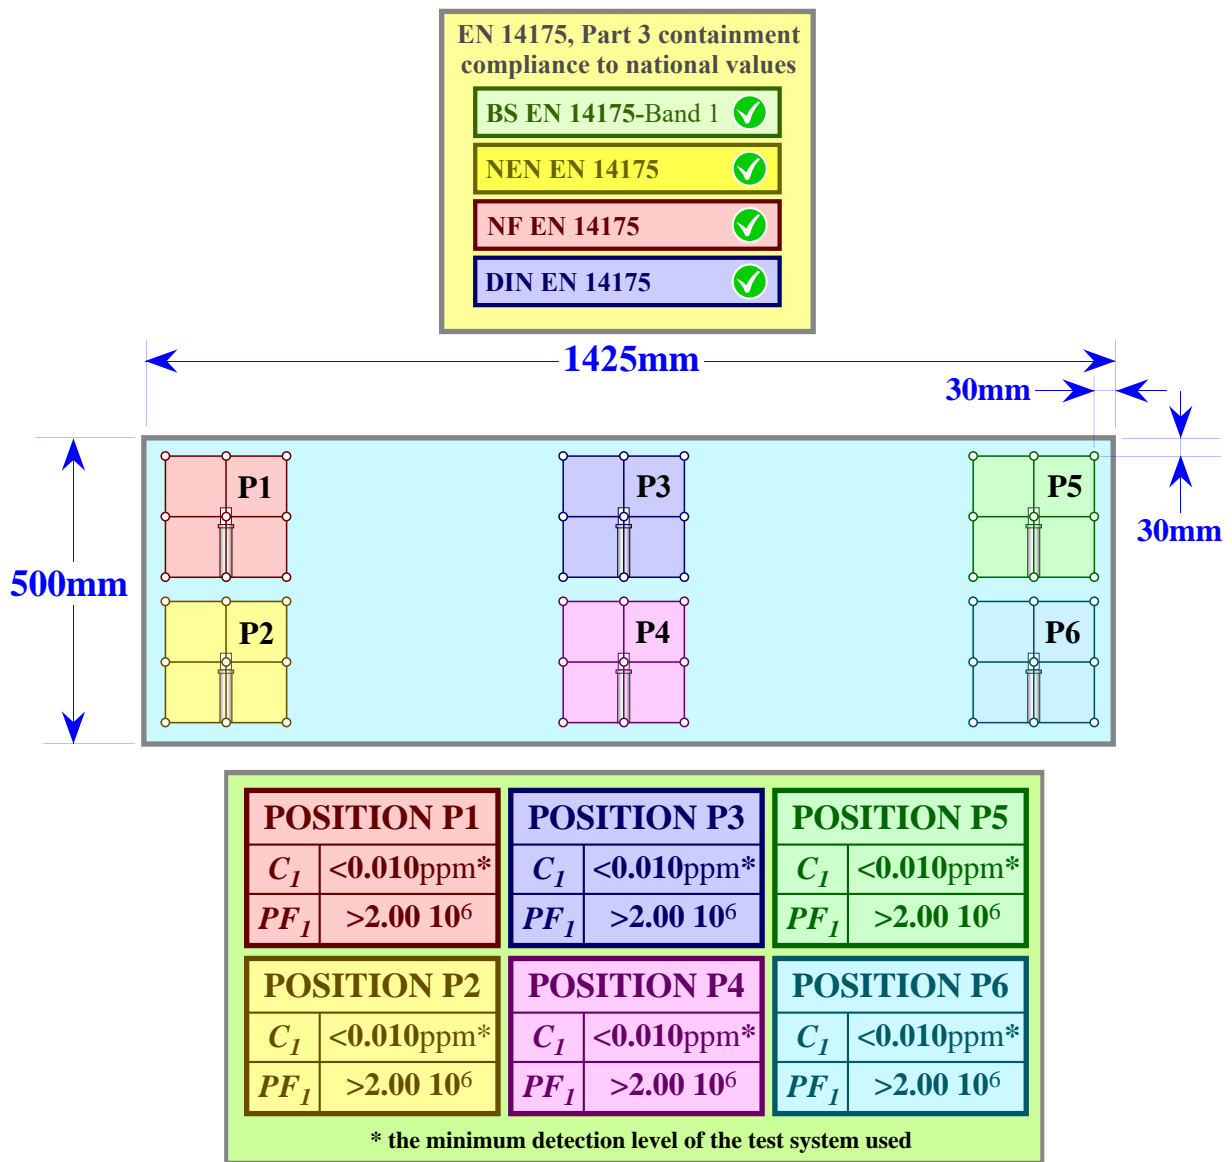 EN 14175, Part 3 containment
compliance to national values
BS EN 14175-Band 1
NEN EN 14175
NF EN 14175
DIN EN 14175
1425mm
30mm
30mm
500mm
P1
P3
P5
P2
P4
P6
POSITION P1
C₁ <0.010ppm*
PF₁ >2.00 10⁶
POSITION P3
C₁ <0.010ppm*
PF₁ >2.00 10⁶
POSITION P5
C₁ <0.010ppm*
PF₁ >2.00 10⁶
POSITION P2
C₁ <0.010ppm*
PF₁ >2.00 10⁶
POSITION P4
C₁ <0.010ppm*
PF₁ >2.00 10⁶
POSITION P6
C₁ <0.010ppm*
PF₁ >2.00 10⁶
* the minimum detection level of the test system used